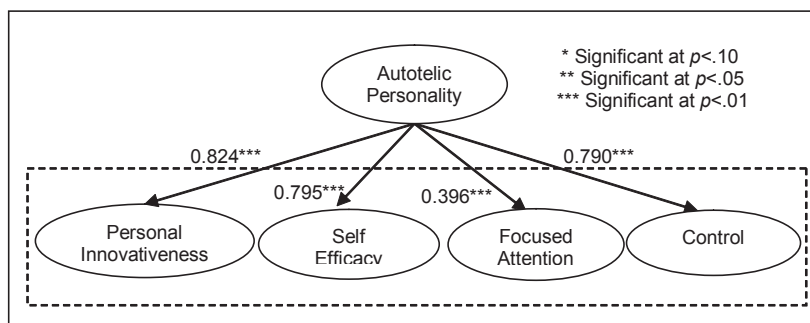 Autotelic
Personality
* Significant at p<.10
** Significant at p<.05
*** Significant at p<.01
0.824***
0.795***
0.396***
0.790***
Personal
Innovativeness
Self
Efficacy
Focused
Attention
Control